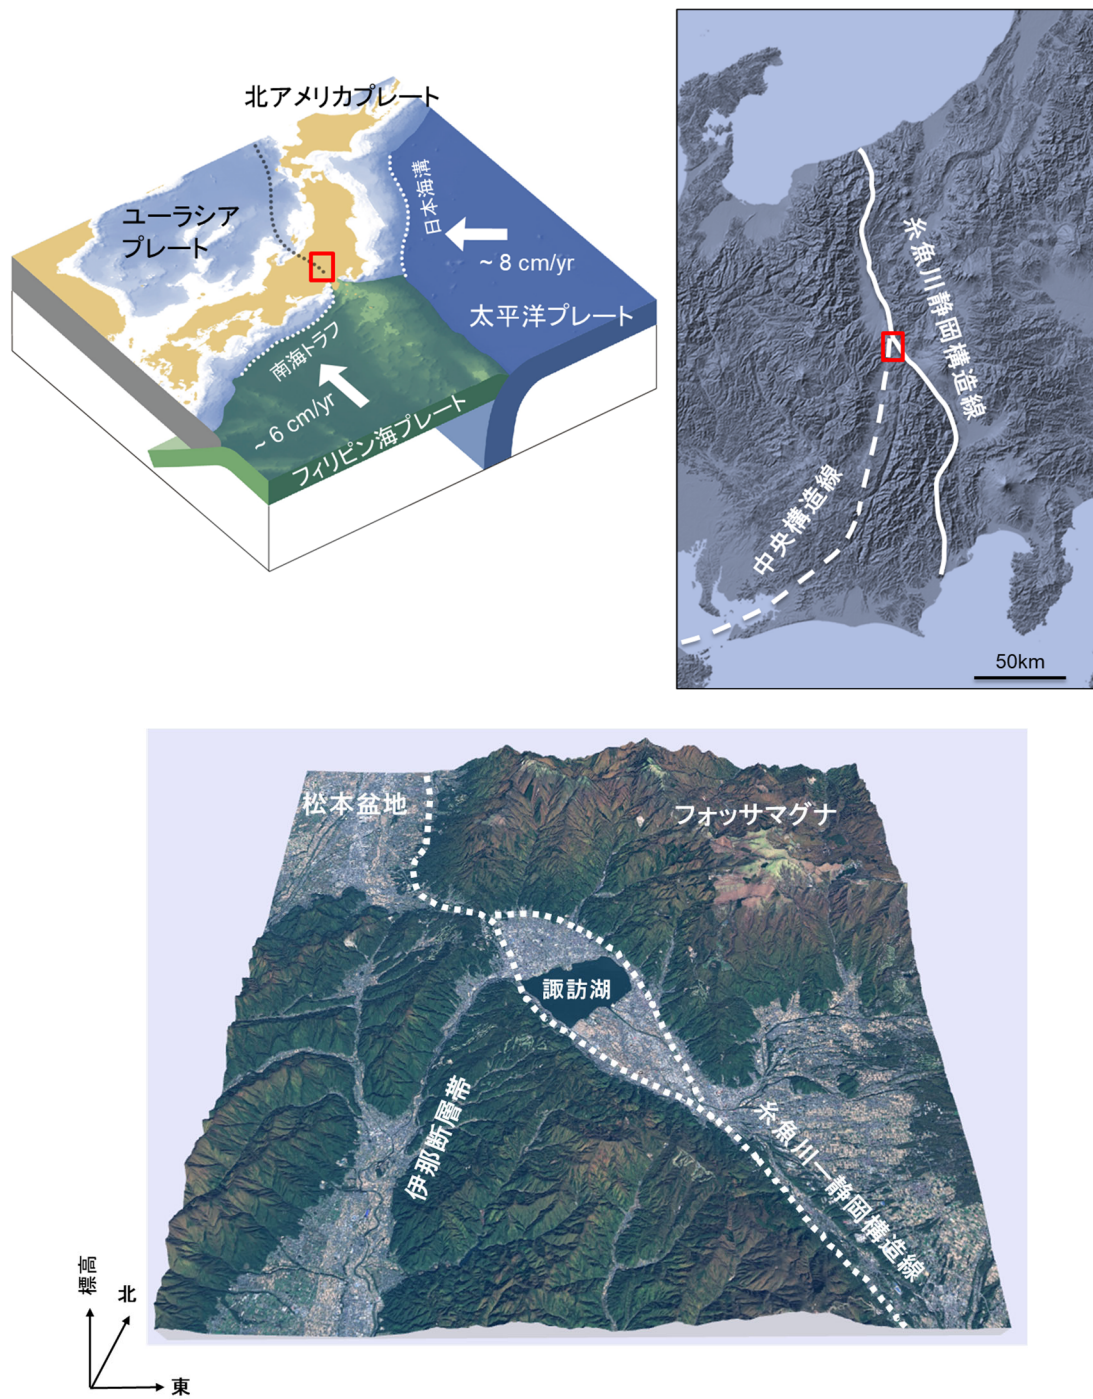 北アメリカプレート
ユーラシア
プレート
日本海溝
~ 8 cm/yr
太平洋プレート
南海トラフ
~ 6 cm/yr
フィリピン海プレート
糸魚川静岡構造線
中央構造線
50km
松本盆地
フォッサマグナ
諏訪湖
伊那断層帯
糸魚川ー静岡構造線
標高
北
東